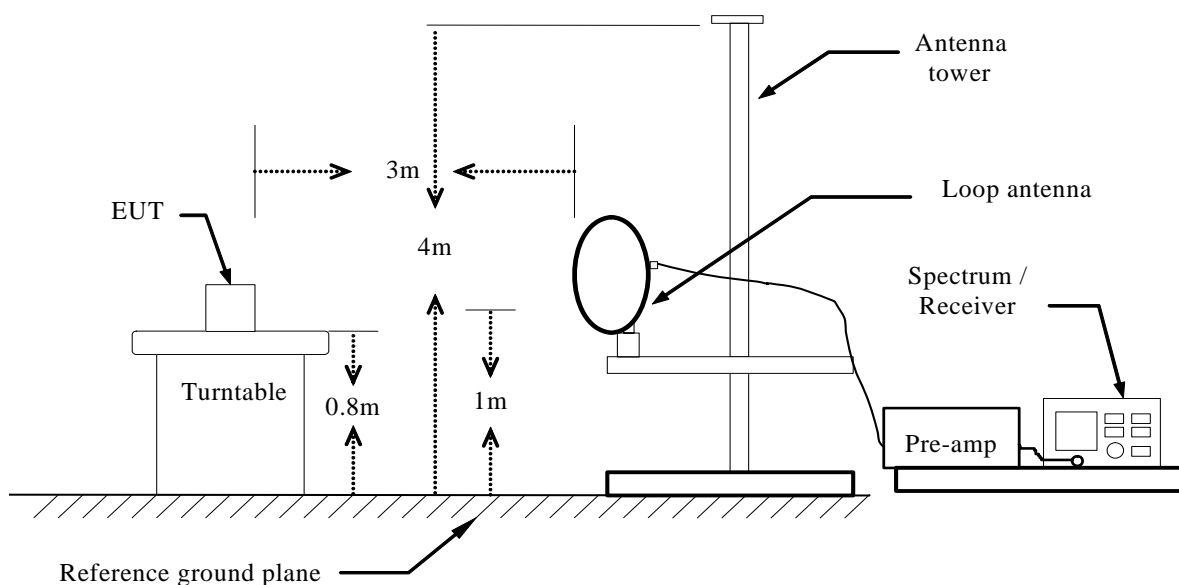 Antenna
tower
3m
Loop antenna
EUT
4m
Spectrum /
Receiver
Turntable
0.8m
1m
Pre-amp
Reference ground plane